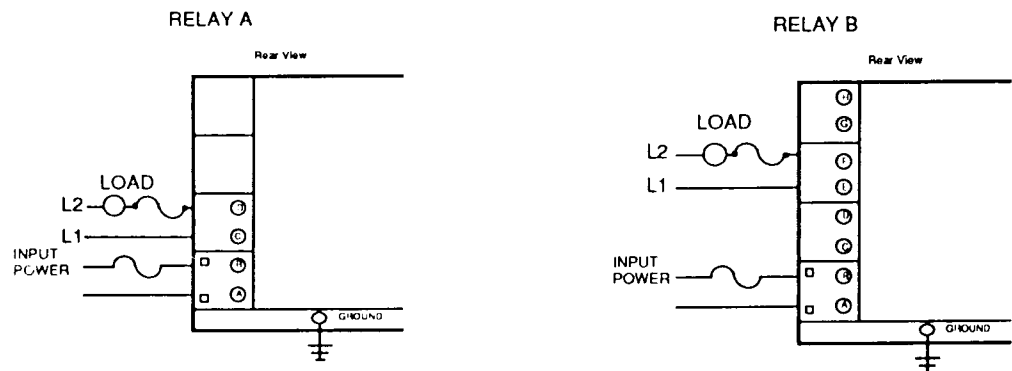 RELAY A
Rear View
LOAD
L2
L1
C
INPUT
POWER
B
A
GROUND
RELAY B
Rear View
H
G
LOAD
L2
L1
D
C
INPUT
POWER
B
A
GROUND